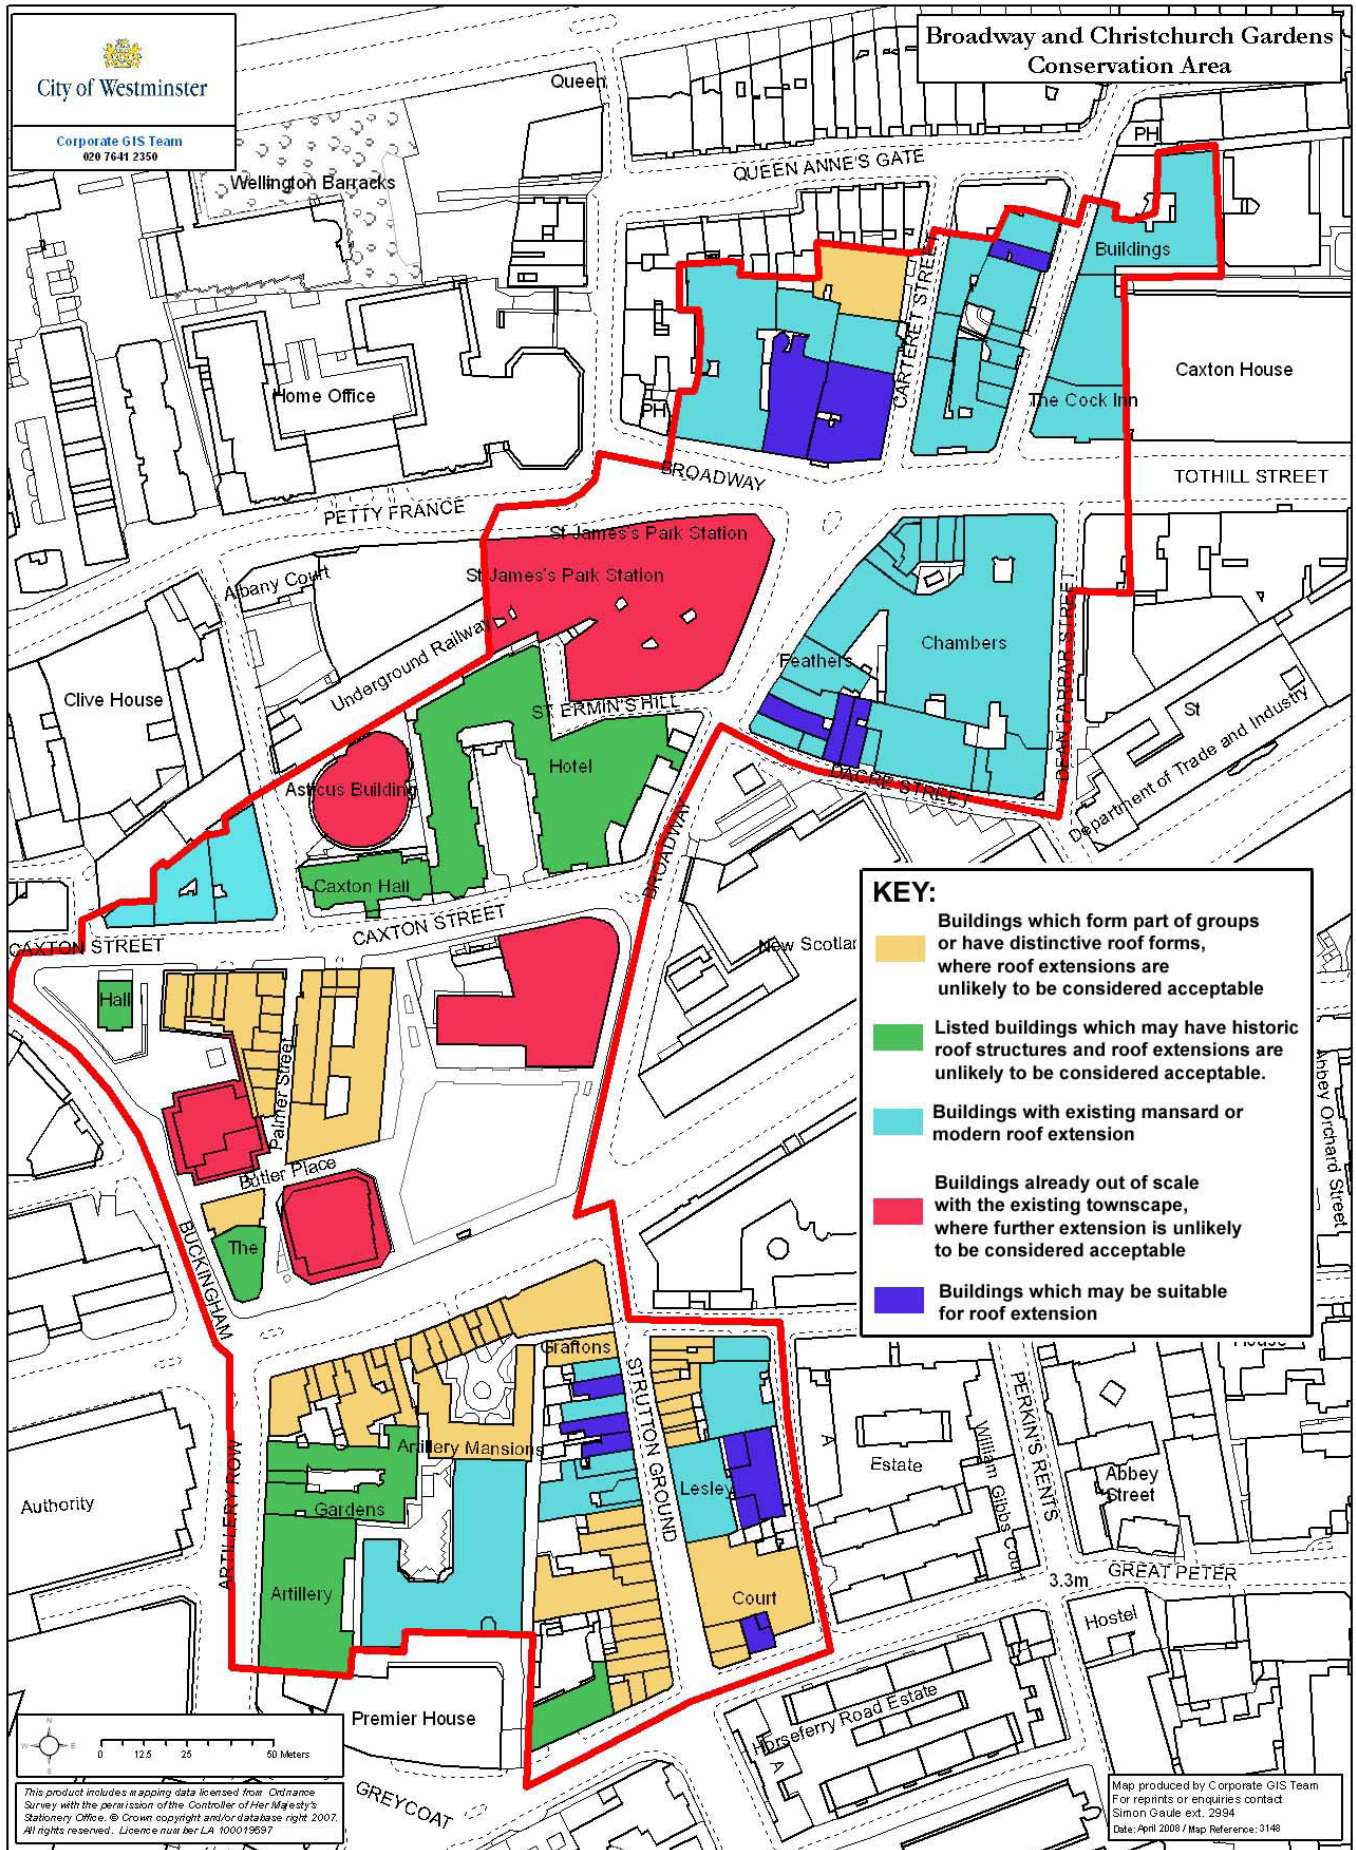 City of Westminster
Corporate GIS Team
020 7641 2350
Broadway and Christchurch Gardens
Conservation Area
Queen
PH
QUEEN ANNE'S GATE
Wellington Barracks
Buildings
CARTERET STREET
Caxton House
Home Office
The Cock Inn
PH
BROADWAY
TOTHILL STREET
PETTY FRANCE
St James's Park Station
St James's Park Station
Albany Court
Underground Railway
Chambers
Feathers
DEAN FARRAR STREET
Clive House
ST ERMIN'S HILL
St
Hotel
Department of Trade and Industry
DACRE STREET
Asticus Building
BROADWAY
Caxton Hall
CAXTON STREET
CAXTON STREET
New Scotlan
Hall
Palmer Street
Butler Place
Abbey Orchard Street
The
BUCKINGHAM
KEY:
Buildings which form part of groups
or have distinctive roof forms,
where roof extensions are
unlikely to be considered acceptable
Listed buildings which may have historic
roof structures and roof extensions are
unlikely to be considered acceptable.
Buildings with existing mansard or
modern roof extension
Buildings already out of scale
with the existing townscape,
where further extension is unlikely
to be considered acceptable
Buildings which may be suitable
for roof extension
Graftons
STRUTTON GROUND
PERKIN'S RENTS
Artillery Mansions
A
Estate
William Gibbs Court
Abbey
Street
Lesley
Authority
ARTILLERY ROW
Gardens
Artillery
Court
3.3m
GREAT PETER
Hostel
Premier House
Horseferry Road Estate
A
GREYCOAT
N
W
E
S
0 12.5 25 50 Meters
This product includes mapping data licensed from Ordnance
Survey with the permission of the Controller of Her Majesty's
Stationery Office. © Crown copyright and/or database right 2007.
All rights reserved. Licence number LA 100019597
Map produced by Corporate GIS Team
For reprints or enquiries contact
Simon Gaule ext. 2994
Date: April 2008 / Map Reference: 3148